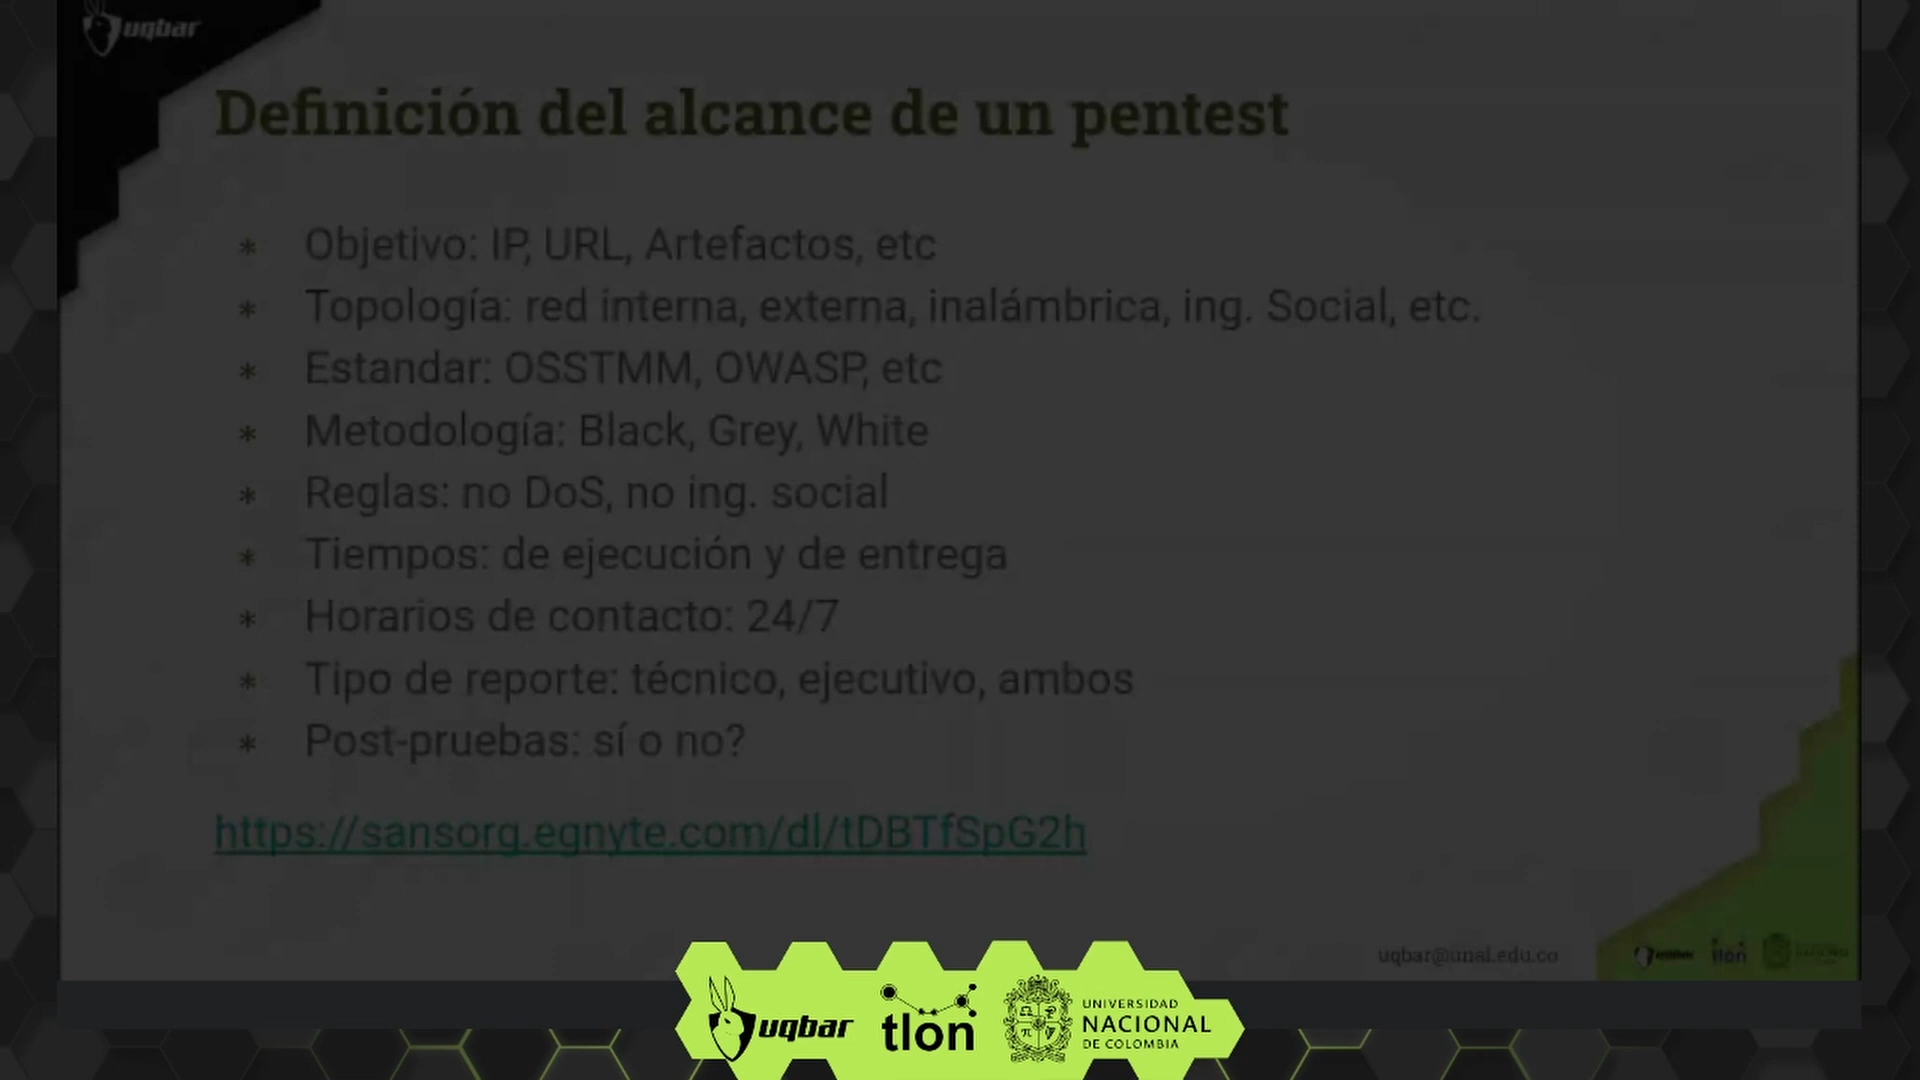 uqbar
Definición del alcance de un pentest
* Objetivo: IP, URL, Artefactos, etc
* Topología: red interna, externa, inalámbrica, ing. Social, etc.
* Estandar: OSSTMM, OWASP, etc
* Metodología: Black, Grey, White
* Reglas: no DoS, no ing. social
* Tiempos: de ejecución y de entrega
* Horarios de contacto: 24/7
* Tipo de reporte: técnico, ejecutivo, ambos
* Post-pruebas: sí o no?
https://sansorg.egnyte.com/dl/tDBTfSpG2h
uqbar@unal.edu.co
uqbar tlon
uqbar tlon UNIVERSIDAD
NACIONAL
DE COLOMBIA